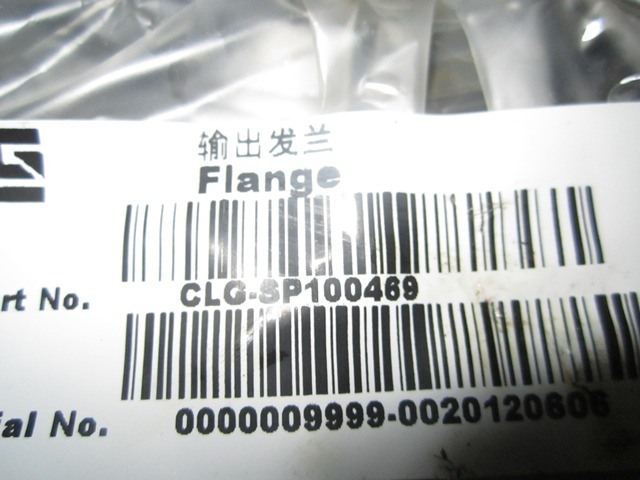 输出发兰
Flange
rt No. CLG-SP100469
ial No. 0000009999-0020120606